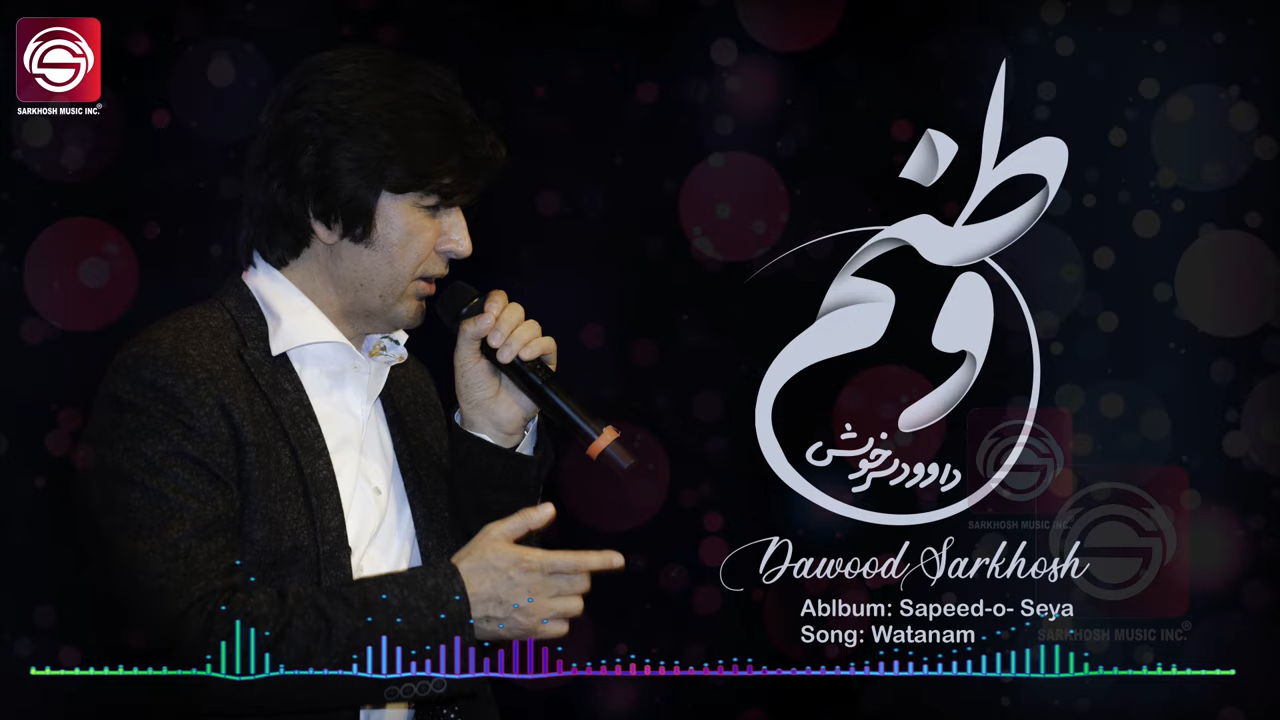 SARKHOSH MUSIC INC.®
وطنم
داوود سرخوش
SARKHOSH MUSIC INC.
Dawood Sarkhosh
Ablbum: Sapeed-o- Seya
Song: Watanam
SARKHOSH MUSIC INC.®